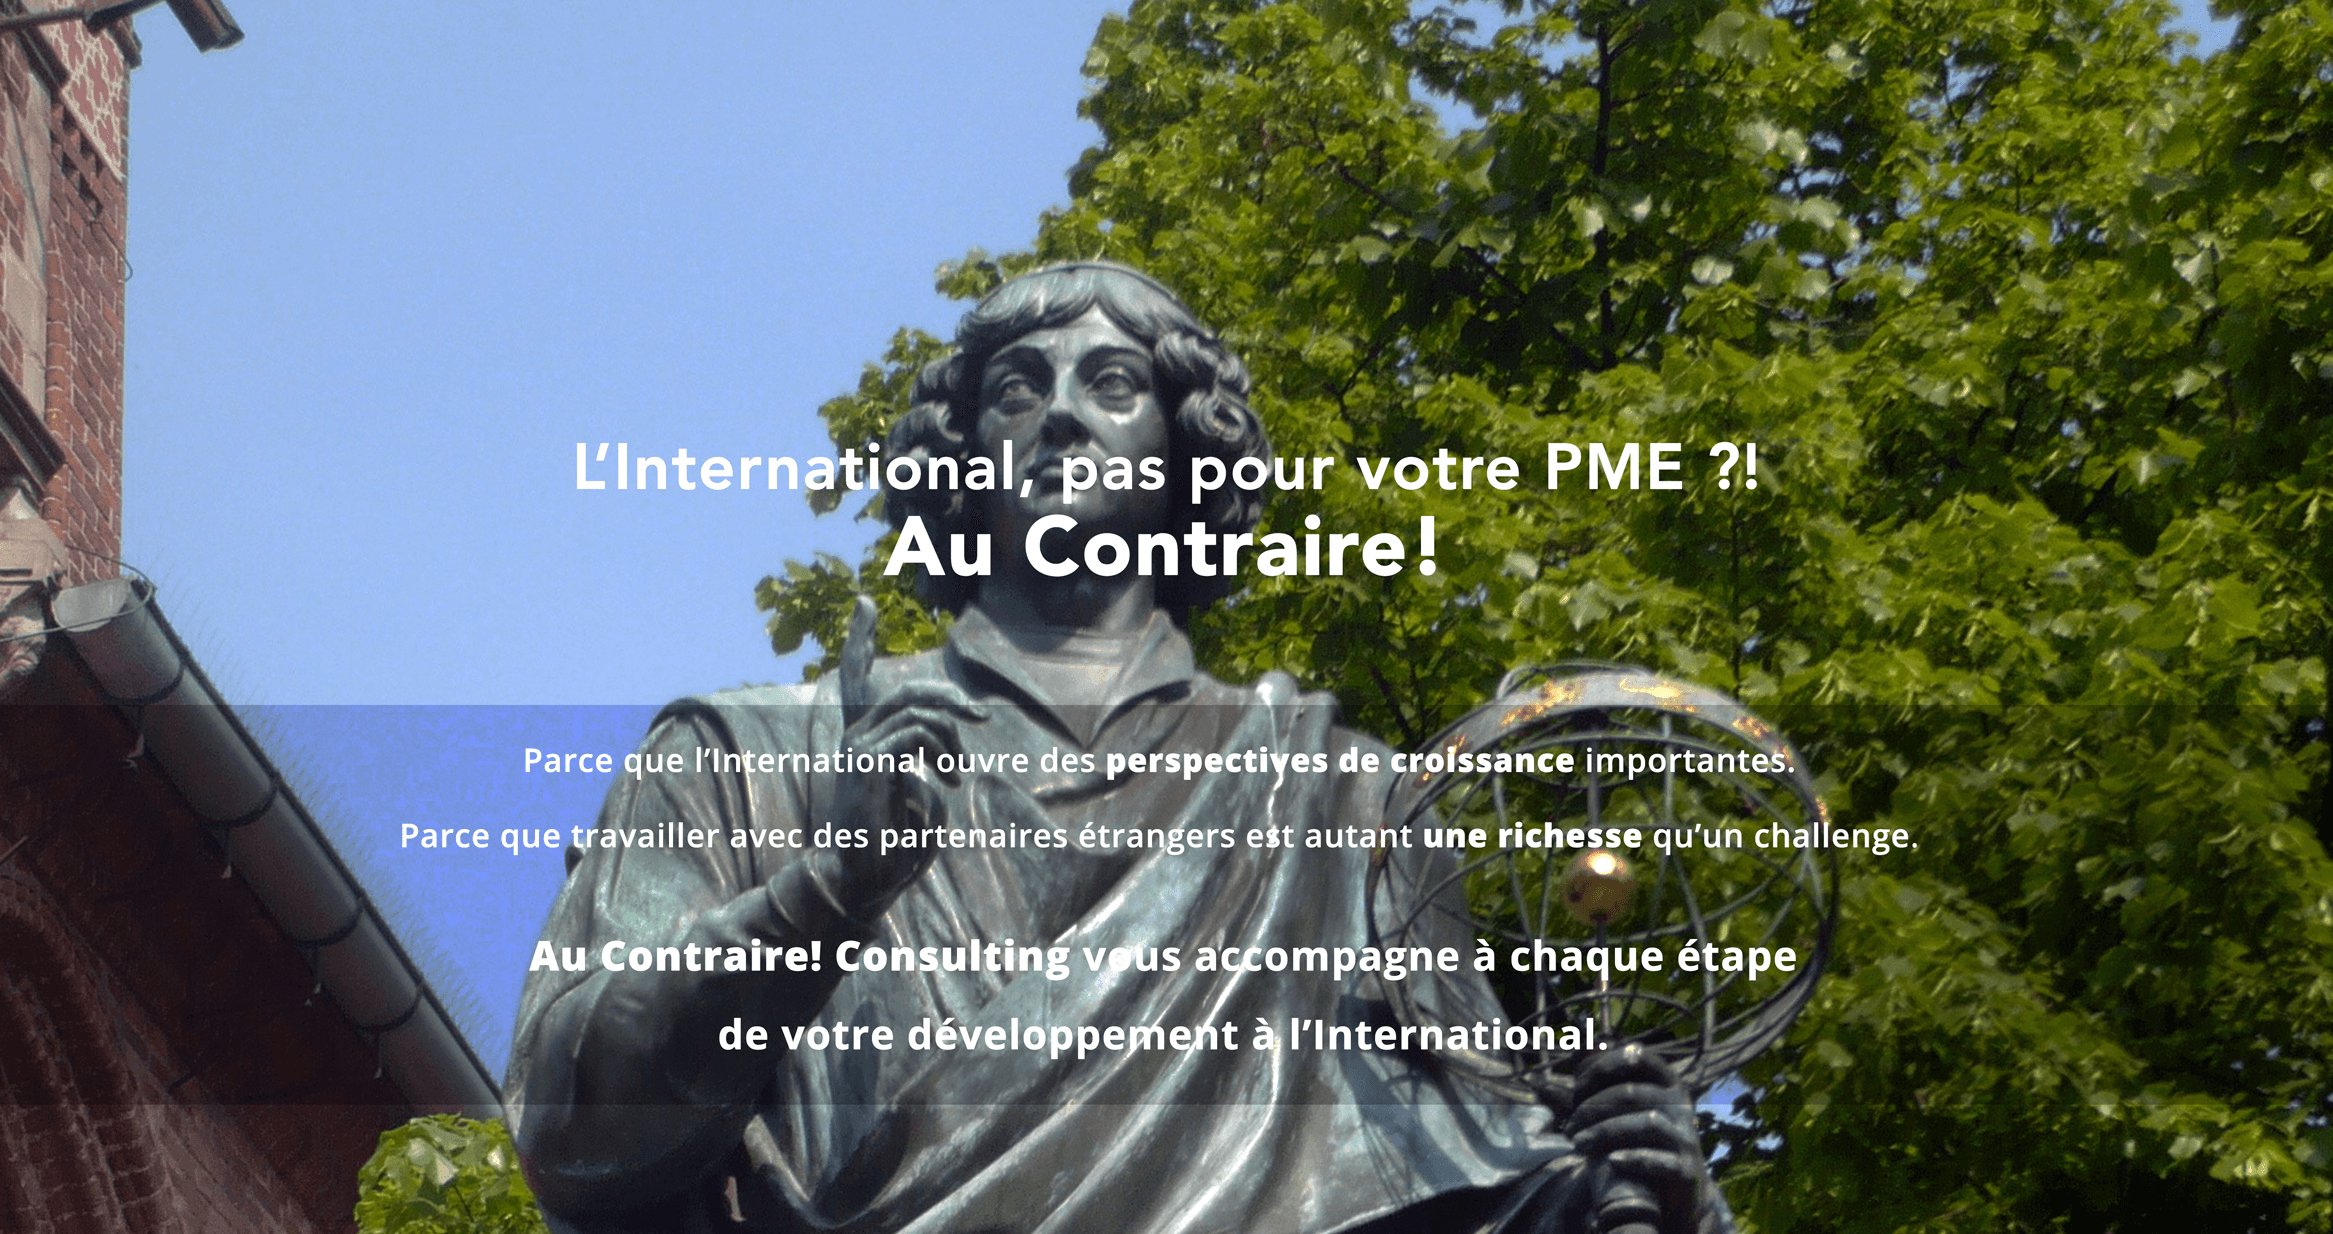 L’International, pas pour votre PME ?!
Au Contraire!
Parce que l’International ouvre des perspectives de croissance importantes.
Parce que travailler avec des partenaires étrangers est autant une richesse qu’un challenge.
Au Contraire! Consulting vous accompagne à chaque étape
de votre développement à l’International.